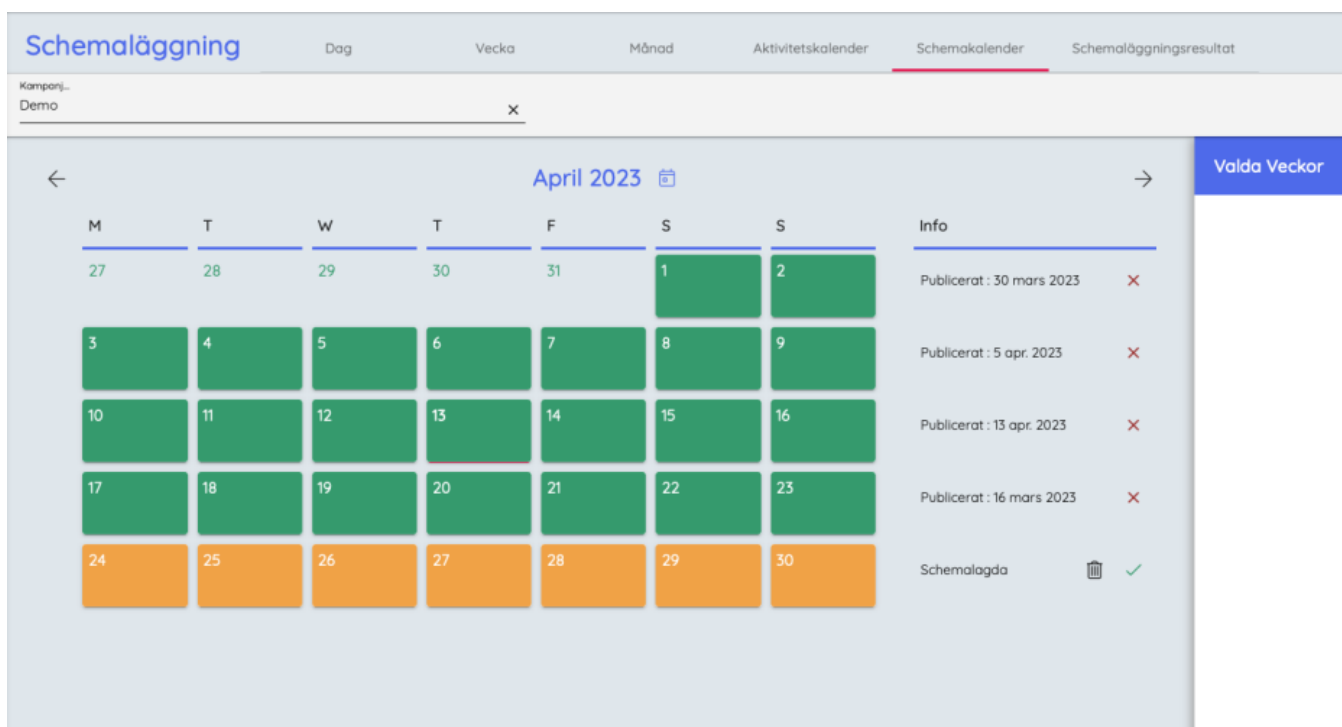 Schemaläggning Dag Vecka Månad Aktivitetskalender Schemakalender Schemaläggningsresultat
Kampanj...
Demo
April 2023 Valda Veckor
M T W T F S S Info
27 28 29 30 31 1 2 Publicerat : 30 mars 2023
3 4 5 6 7 8 9 Publicerat : 5 apr. 2023
10 11 12 13 14 15 16 Publicerat : 13 apr. 2023
17 18 19 20 21 22 23 Publicerat : 16 mars 2023
24 25 26 27 28 29 30 Schemalagda